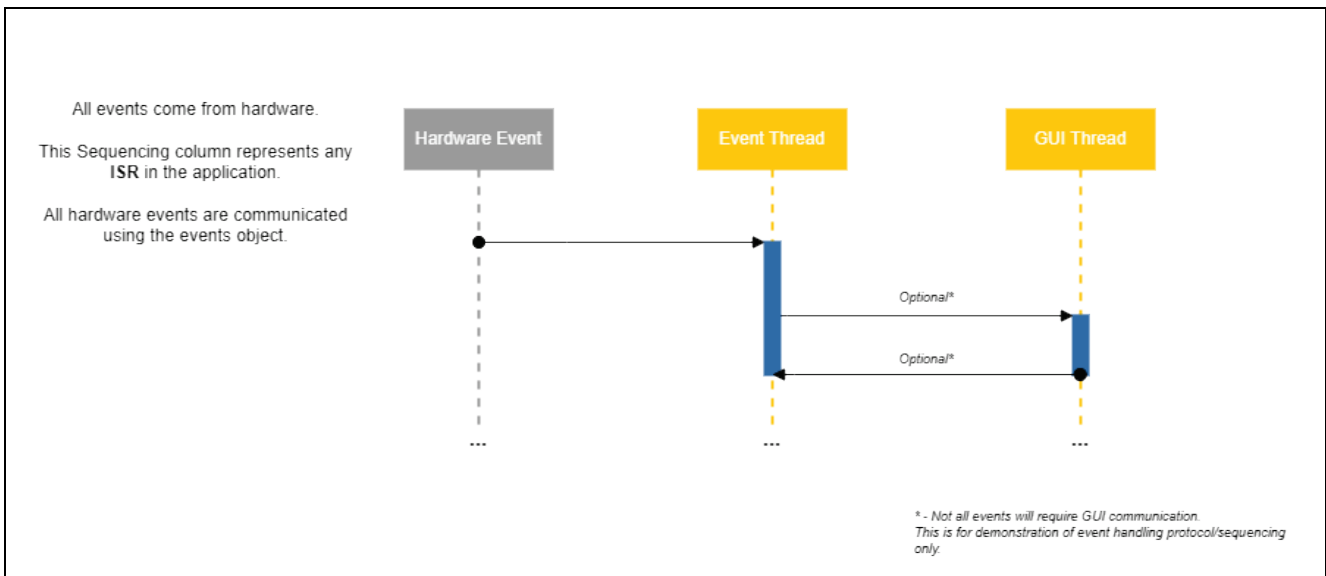 All events come from hardware.
This Sequencing column represents any
ISR in the application.
All hardware events are communicated
using the events object.
Hardware Event
Event Thread
GUI Thread
Optional*
Optional*
...
...
...
* - Not all events will require GUI communication.
This is for demonstration of event handling protocol/sequencing
only.